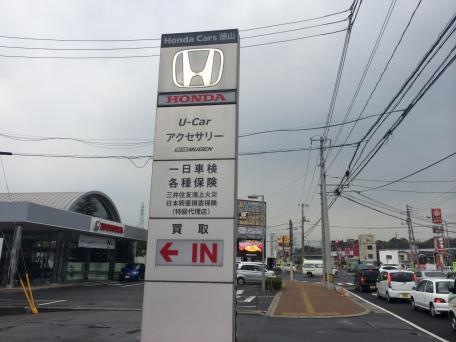 Honda Cars 徳山
HONDA
U-Car
アクセサリー
MUGEN
一日車検
各種保険
三井住友海上火災
日本興亜損害保険
(特級代理店)
買取
← IN
HONDA